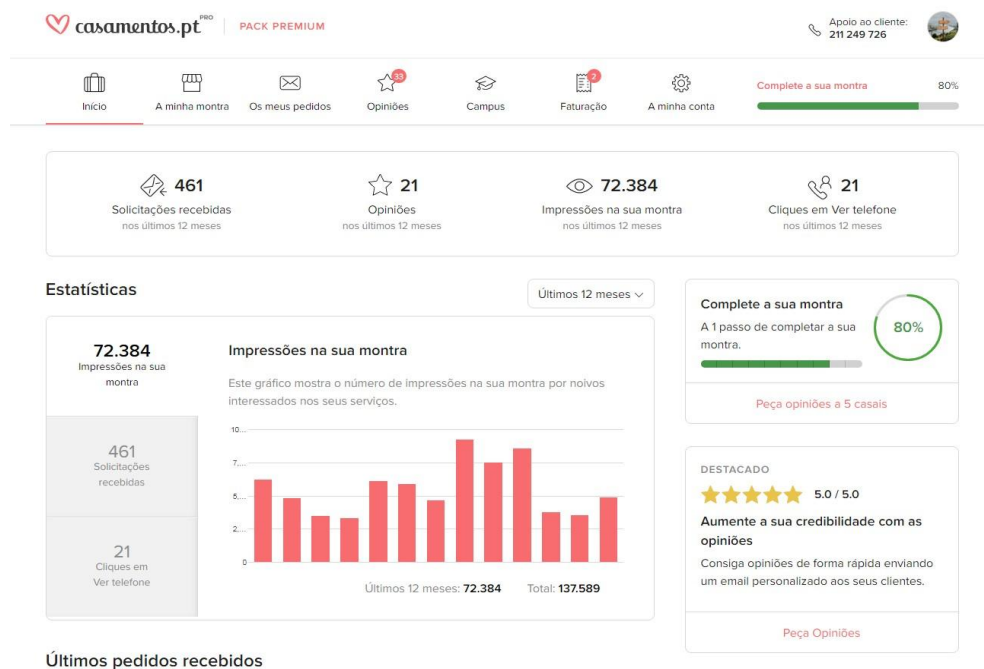 casamentos.pt PRO
PACK PREMIUM
Apoio ao cliente:
211 249 726
Início
A minha montra
Os meus pedidos
33
Opiniões
Campus
2
Faturação
A minha conta
Complete a sua montra
80%
461
Solicitações recebidas
nos últimos 12 meses
21
Opiniões
nos últimos 12 meses
72.384
Impressões na sua montra
nos últimos 12 meses
21
Cliques em Ver telefone
nos últimos 12 meses
Estatísticas
Últimos 12 meses
72.384
Impressões na sua
montra
461
Solicitações
recebidas
21
Cliques em
Ver telefone
Impressões na sua montra
Este gráfico mostra o número de impressões na sua montra por noivos
interessados nos seus serviços.
10...
7,...
5,...
2,...
0
Últimos 12 meses: 72.384
Total: 137.589
Complete a sua montra
A 1 passo de completar a sua
montra.
80%
Peça opiniões a 5 casais
DESTACADO
5.0 / 5.0
Aumente a sua credibilidade com as
opiniões
Consiga opiniões de forma rápida enviando
um email personalizado aos seus clientes.
Peça Opiniões
Últimos pedidos recebidos